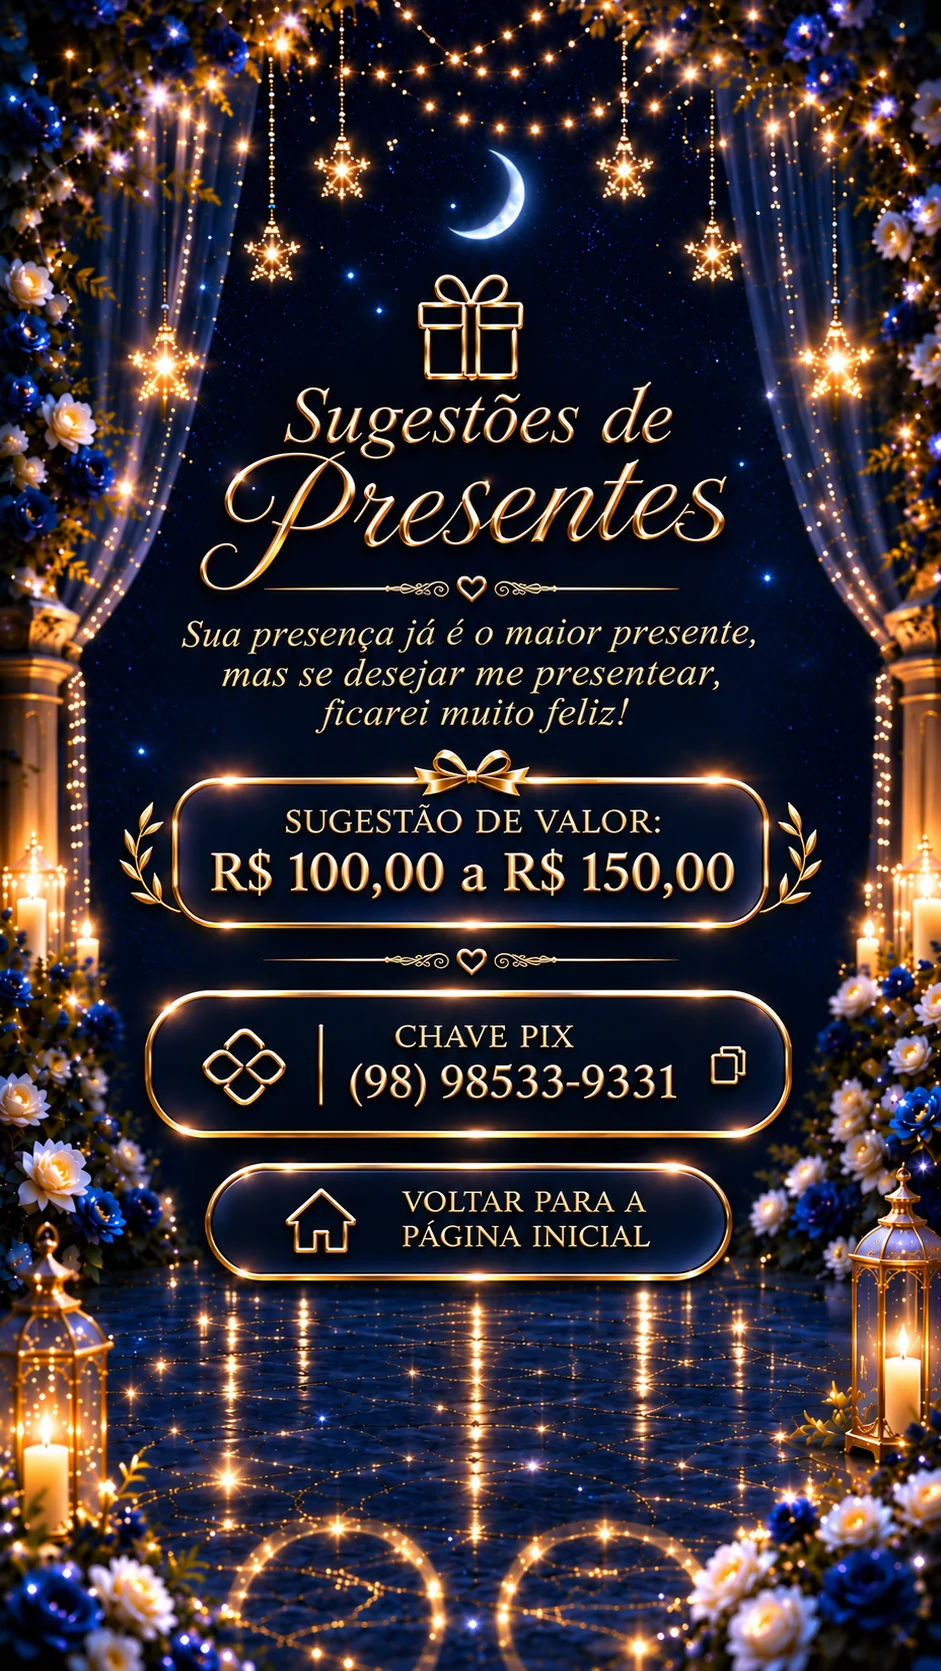 Sugestões de
Presentes
Sua presença já é o maior presente,
mas se desejar me presentear,
ficarei muito feliz!
SUGESTÃO DE VALOR:
R$ 100,00 a R$ 150,00
CHAVE PIX
(98) 98533-9331
VOLTAR PARA A
PÁGINA INICIAL